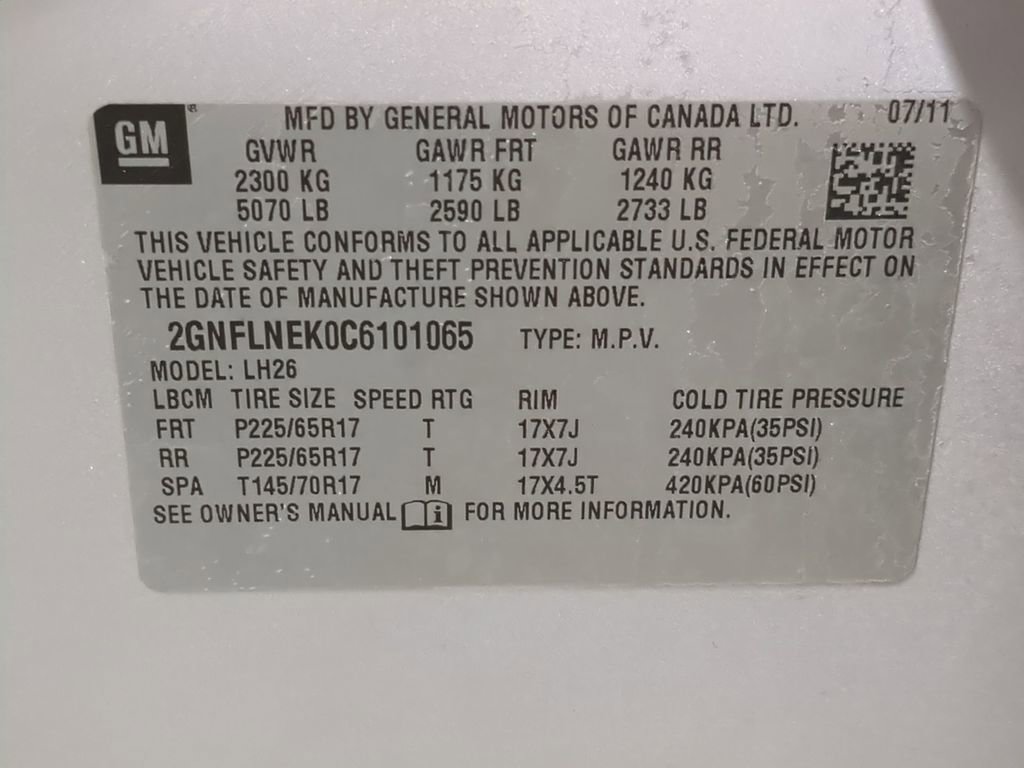 GM MFD BY GENERAL MOTORS OF CANADA LTD. 07/11
GVWR GAWR FRT GAWR RR
2300 KG 1175 KG 1240 KG
5070 LB 2590 LB 2733 LB
THIS VEHICLE CONFORMS TO ALL APPLICABLE U.S. FEDERAL MOTOR
VEHICLE SAFETY AND THEFT PREVENTION STANDARDS IN EFFECT ON
THE DATE OF MANUFACTURE SHOWN ABOVE.
2GNFLNEK0C6101065 TYPE: M.P.V.
MODEL: LH26
LBCM TIRE SIZE SPEED RTG RIM COLD TIRE PRESSURE
FRT P225/65R17 T 17X7J 240KPA(35PSI)
RR P225/65R17 T 17X7J 240KPA(35PSI)
SPA T145/70R17 M 17X4.5T 420KPA(60PSI)
SEE OWNER'S MANUAL i FOR MORE INFORMATION.